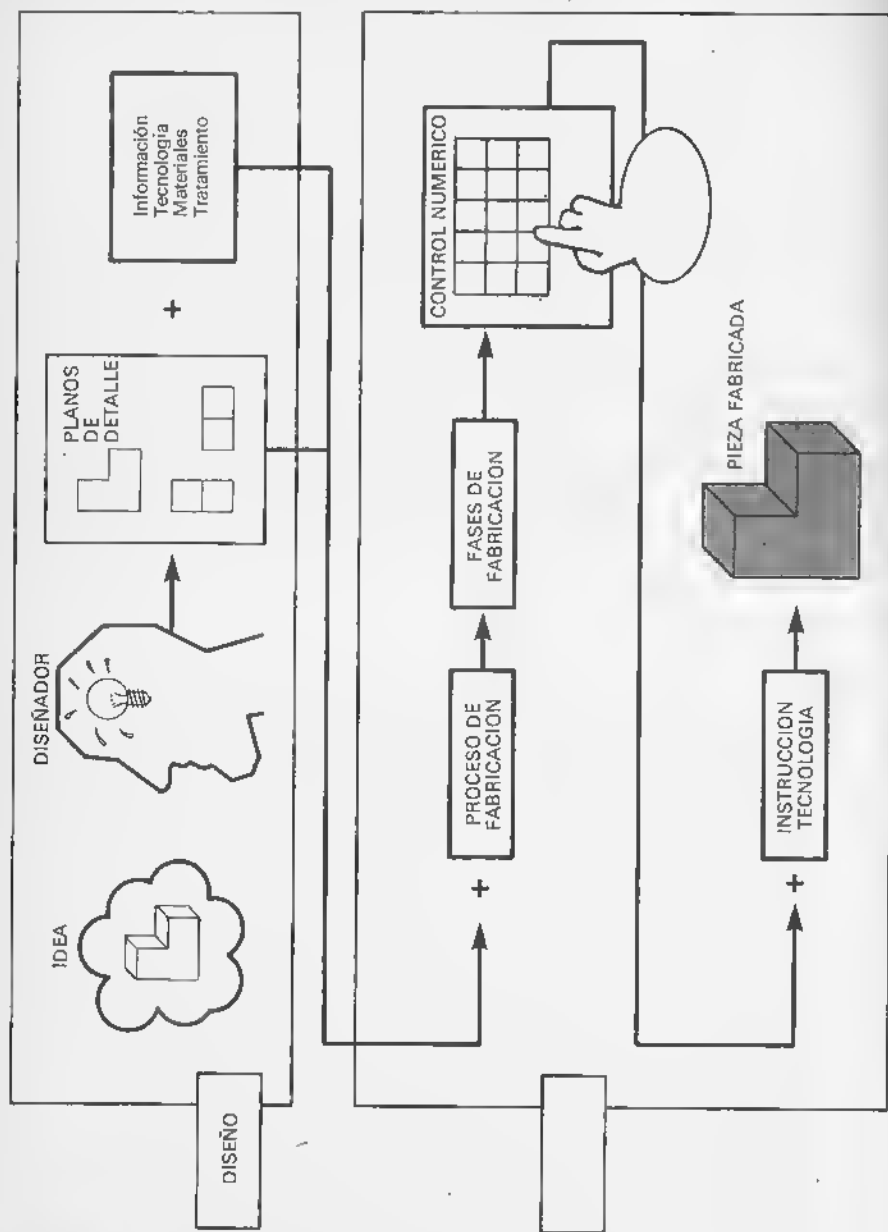 DISEÑO
IDEA
DISEÑADOR
PLANOS
DE
DETALLE
+
Información
Tecnología
Materiales
Tratamiento
+
PROCESO DE
FABRICACION
FASES DE
FABRICACION
CONTROL NUMERICO
+
INSTRUCCION
TECNOLOGIA
PIEZA FABRICADA